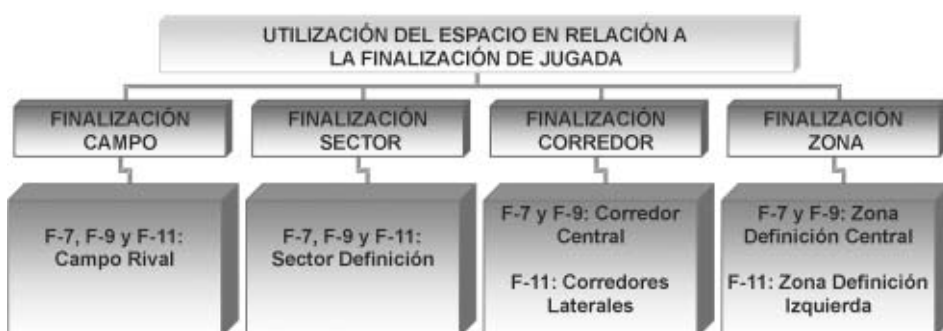 UTILIZACIÓN DEL ESPACIO EN RELACIÓN A
LA FINALIZACIÓN DE JUGADA
FINALIZACIÓN
CAMPO
FINALIZACIÓN
SECTOR
FINALIZACIÓN
CORREDOR
FINALIZACIÓN
ZONA
F-7, F-9 y F-11:
Campo Rival
F-7, F-9 y F-11:
Sector Definición
F-7 y F-9: Corredor
Central
F-11: Corredores
Laterales
F-7 y F-9: Zona
Definición Central
F-11: Zona Definición
Izquierda